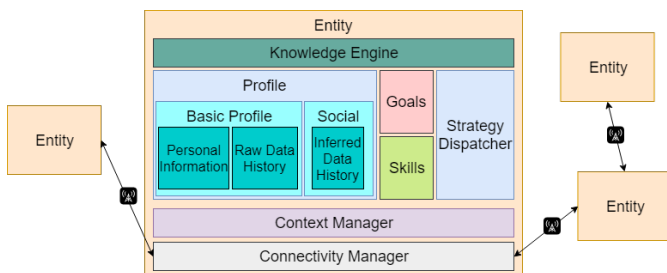 Entity
Knowledge Engine
Profile
Basic Profile
Personal
Information
Raw Data
History
Social
Inferred
Data
History
Goals
Skills
Strategy
Dispatcher
Context Manager
Connectivity Manager
Entity
Entity
Entity